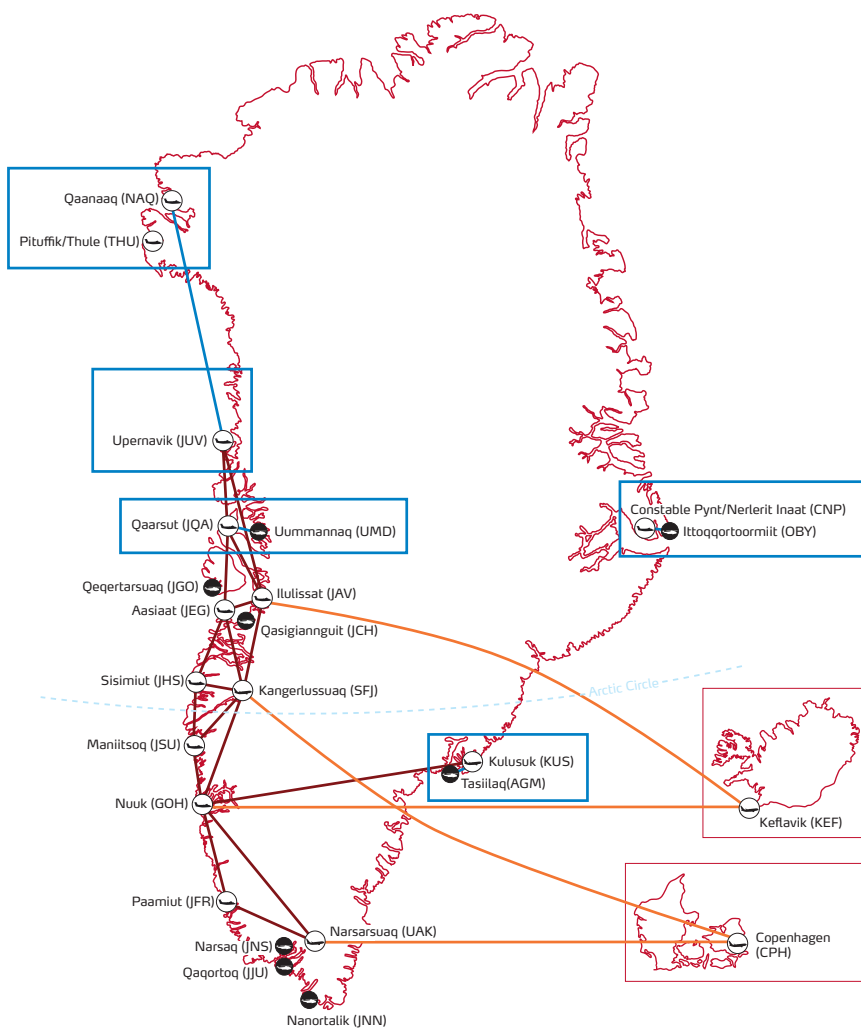 Qaanaaq (NAQ)
Pituffik/Thule (THU)
Upernavik (JUV)
Qaarsut (JQA)
Uummannaq (UMD)
Constable Pynt/Nerlerit Inaat (CNP)
Ittoqqortoormiit (OBY)
Qeqertarsuaq (JGO)
Ilulissat (JAV)
Aasiaat (JEG)
Qasigiannguit (JCH)
Sisimiut (JHS)
Kangerlussuaq (SFJ)
Arctic Circle
Maniitsoq (JSU)
Kulusuk (KUS)
Tasiilaq(AGM)
Nuuk (GOH)
Keflavik (KEF)
Paamiut (JFR)
Narsarsuaq (UAK)
Copenhagen
(CPH)
Narsaq (JNS)
Qaqortoq (JJU)
Nanortalik (JNN)